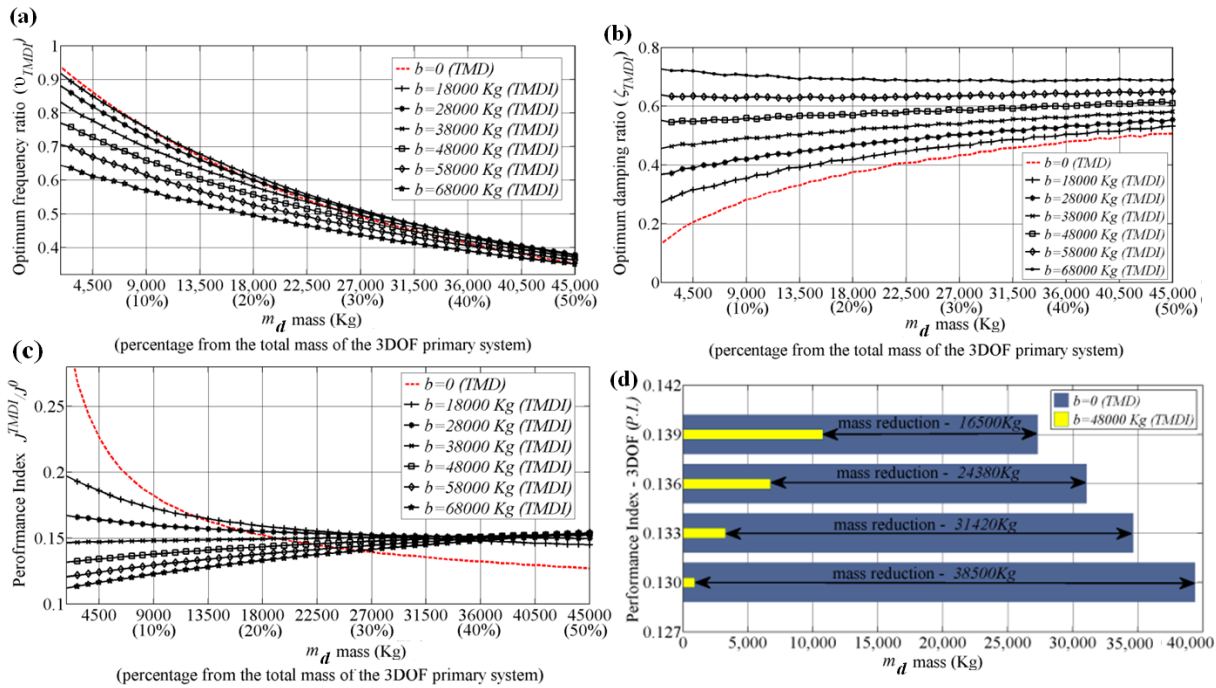 (a)
Optimum frequency ratio (υTMDI)
1
0.9
0.8
0.7
0.6
0.5
0.4
b=0 (TMD)
b=18000 Kg (TMDI)
b=28000 Kg (TMDI)
b=38000 Kg (TMDI)
b=48000 Kg (TMDI)
b=58000 Kg (TMDI)
b=68000 Kg (TMDI)
4,500 9,000 13,500 18,000 22,500 27,000 31,500 36,000 40,500 45,000
(10%) (20%) (30%) (40%) (50%)
md mass (Kg)
(percentage from the total mass of the 3DOF primary system)
(b)
Optimum damping ratio (ζTMDI)
0.8
0.6
0.4
0.2
0
b=0 (TMD)
b=18000 Kg (TMDI)
b=28000 Kg (TMDI)
b=38000 Kg (TMDI)
b=48000 Kg (TMDI)
b=58000 Kg (TMDI)
b=68000 Kg (TMDI)
4,500 9,000 13,500 18,000 22,500 27,000 31,500 36,000 40,500 45,000
(10%) (20%) (30%) (40%) (50%)
md mass (Kg)
(percentage from the total mass of the 3DOF primary system)
(c)
Perofrmance Index JTMDI/J0
0.25
0.2
0.15
0.1
b=0 (TMD)
b=18000 Kg (TMDI)
b=28000 Kg (TMDI)
b=38000 Kg (TMDI)
b=48000 Kg (TMDI)
b=58000 Kg (TMDI)
b=68000 Kg (TMDI)
4500 9000 13500 18000 22500 27000 31500 36000 40500 45000
(10%) (20%) (30%) (40%) (50%)
md mass (Kg)
(percentage from the total mass of the 3DOF primary system)
(d)
Performance Index - 3DOF (P.I.)
0.142
0.139
0.136
0.133
0.130
0.127
b=0 (TMD)
b=48000 Kg (TMDI)
mass reduction - 16500Kg
mass reduction - 24380Kg
mass reduction - 31420Kg
mass reduction - 38500Kg
0 5,000 10,000 15,000 20,000 25,000 30,000 35,000 40,000
md mass (Kg)